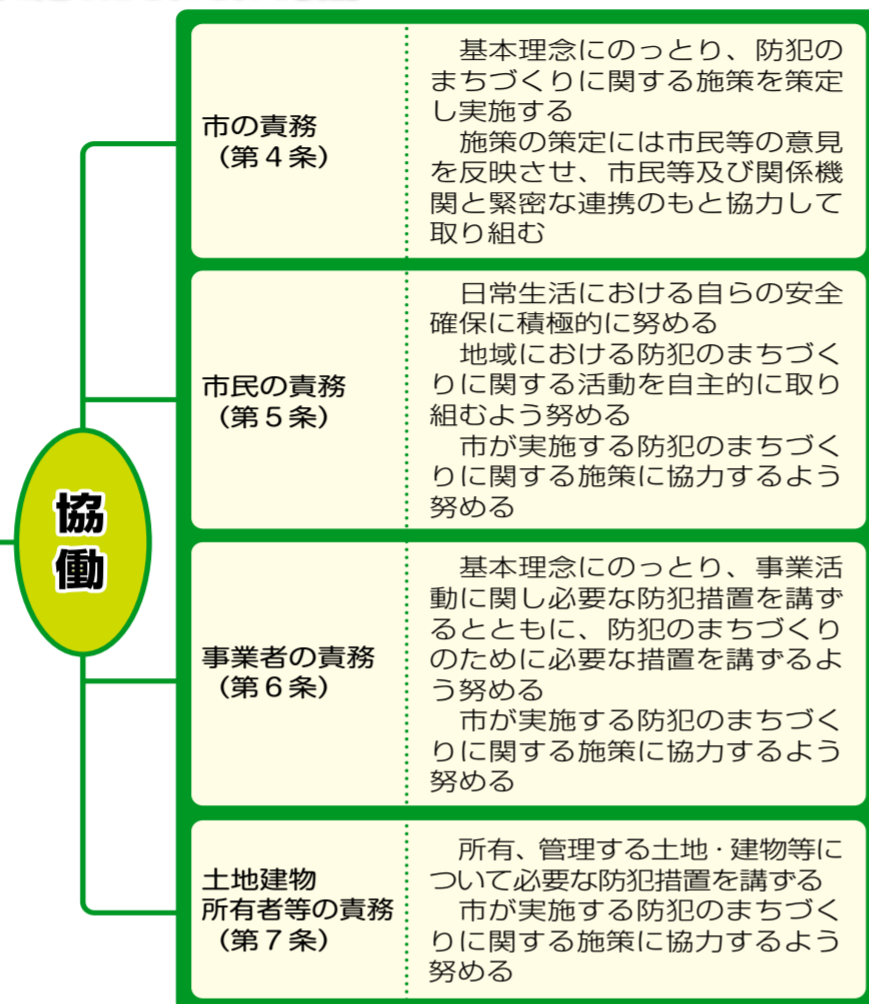 協
働
市の責務
（第４条）
基本理念にのっとり、防犯の
まちづくりに関する施策を策定
し実施する
施策の策定には市民等の意見
を反映させ、市民等及び関係機
関と緊密な連携のもと協力して
取り組む
市民の責務
（第５条）
日常生活における自らの安全
確保に積極的に努める
地域における防犯のまちづく
りに関する活動を自主的に取り
組むよう努める
市が実施する防犯のまちづく
りに関する施策に協力するよう
努める
事業者の責務
（第６条）
基本理念にのっとり、事業活
動に関し必要な防犯措置を講ず
るとともに、防犯のまちづくり
のために必要な措置を講ずるよ
う努める
市が実施する防犯のまちづく
りに関する施策に協力するよう
努める
土地建物
所有者等の責務
（第７条）
所有、管理する土地・建物等に
ついて必要な防犯措置を講ずる
市が実施する防犯のまちづく
りに関する施策に協力するよう
努める